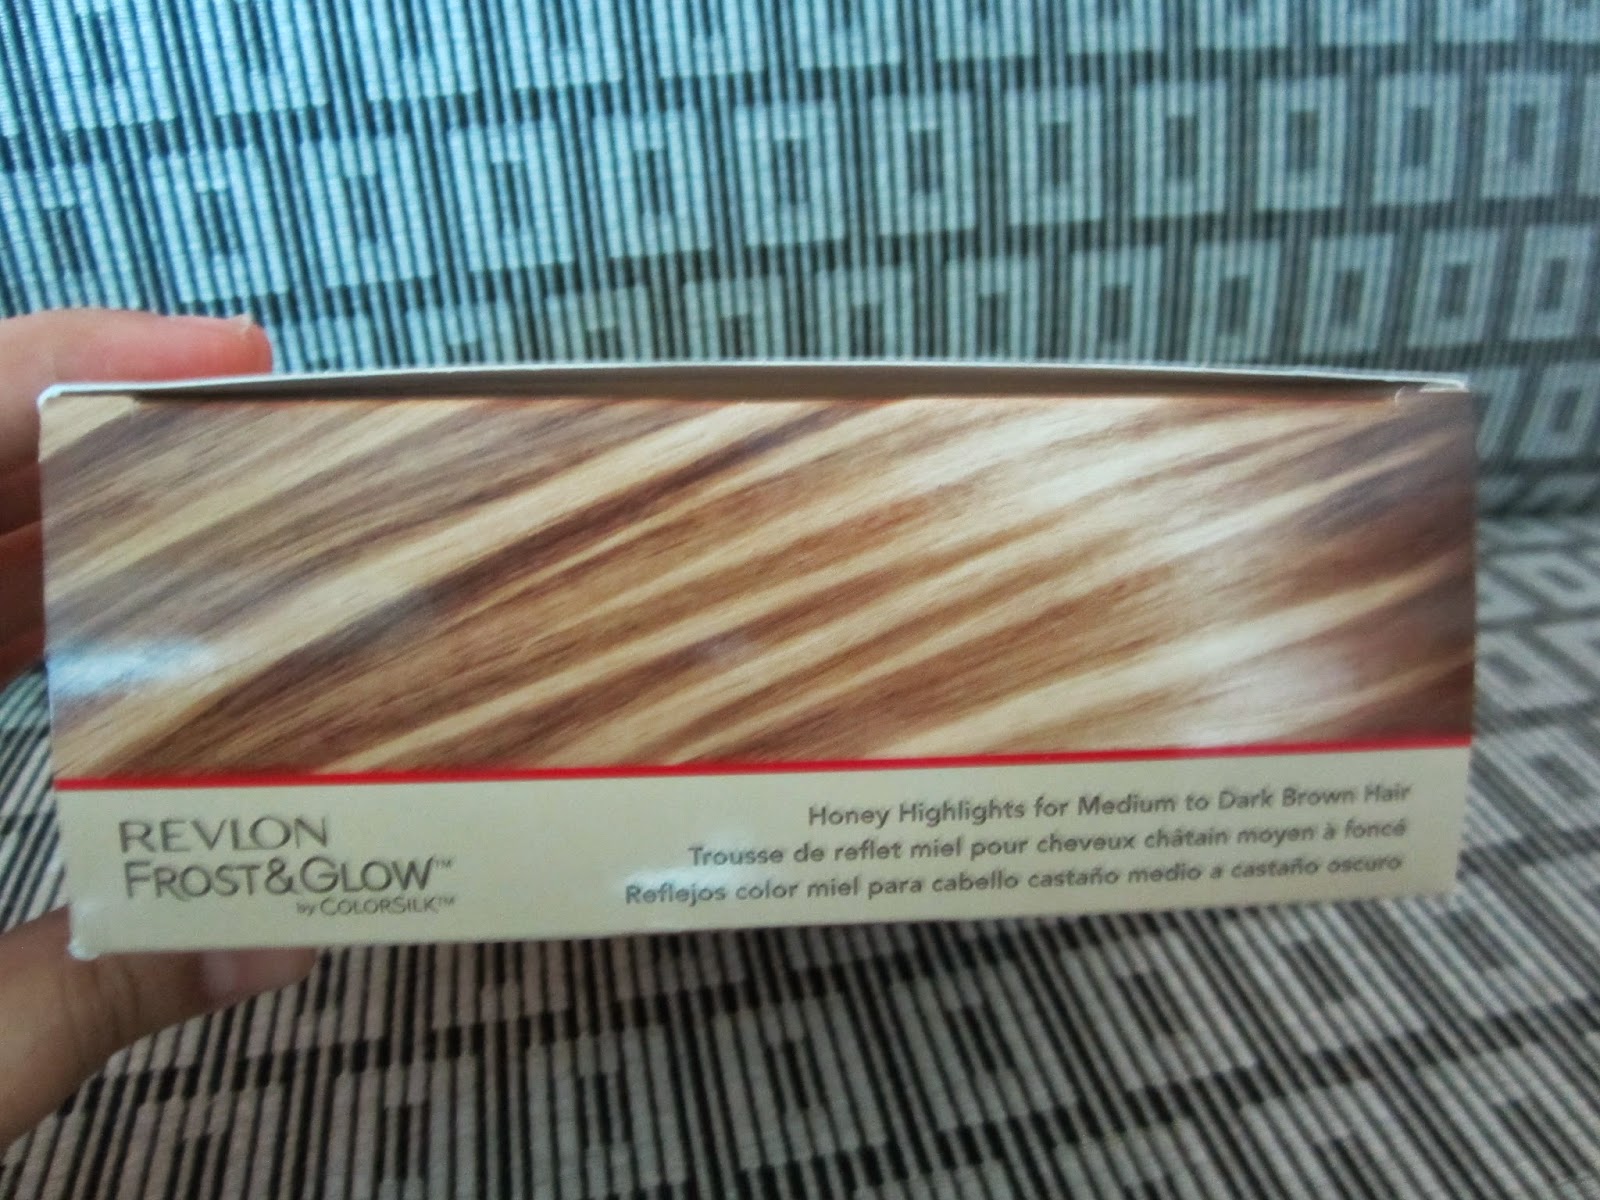 REVLON
FROST&GLOW™
by COLORSILK™
Honey Highlights for Medium to Dark Brown Hair
Trousse de reflet miel pour cheveux châtain moyen à foncé
Reflejos color miel para cabello castaño medio a castaño oscuro